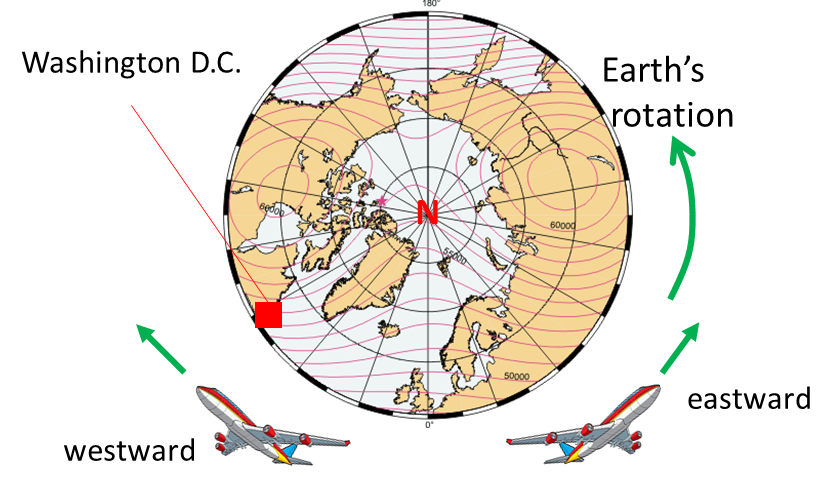 180°
Washington D.C.
Earth's
rotation
60000
N
60000
55000
50000
0°
eastward
westward